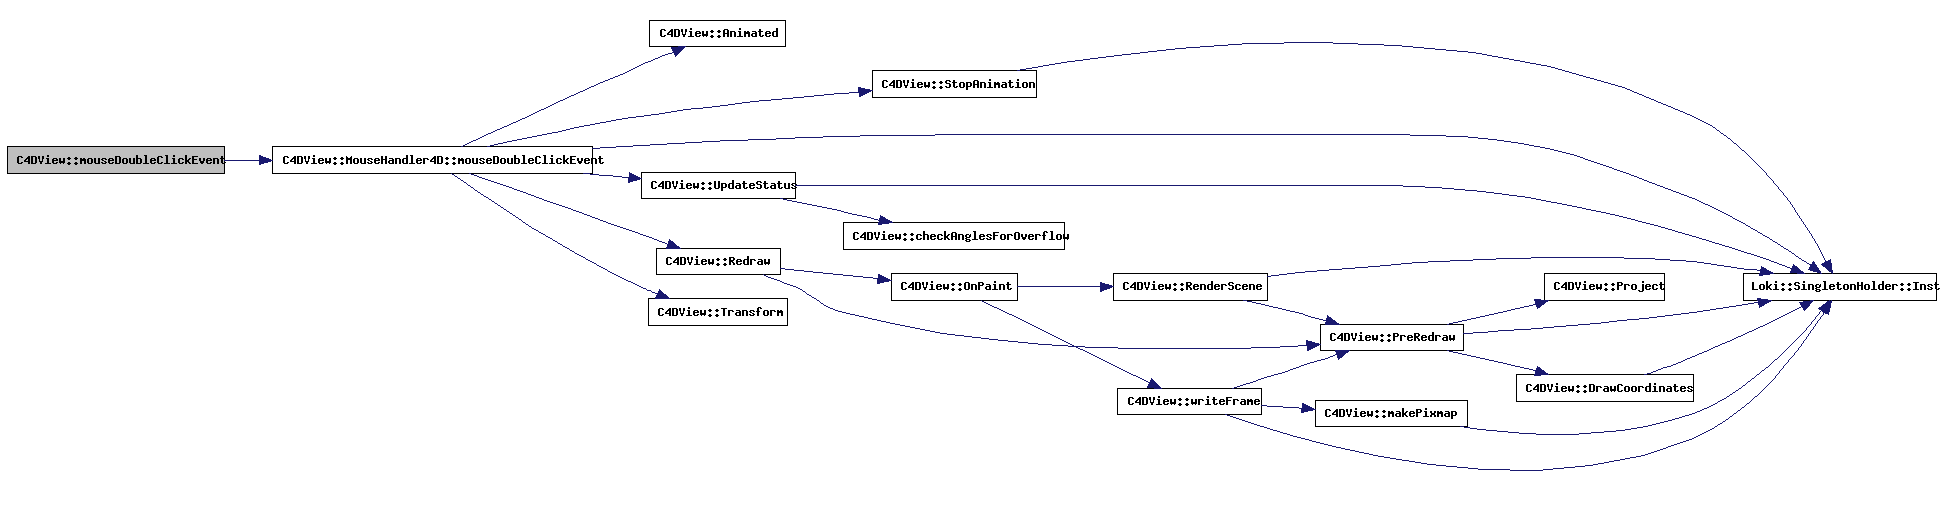 C4DView::Animated
C4DView::StopAnimation
C4DView::mouseDoubleClickEvent
C4DView::MouseHandler4D::mouseDoubleClickEvent
C4DView::UpdateStatus
C4DView::checkAnglesForOverflow
C4DView::Redraw
C4DView::OnPaint
C4DView::RenderScene
C4DView::Project
Loki::SingletonHolder::Inst
C4DView::Transform
C4DView::PreRedraw
C4DView::DrawCoordinates
C4DView::writeFrame
C4DView::makePixmap